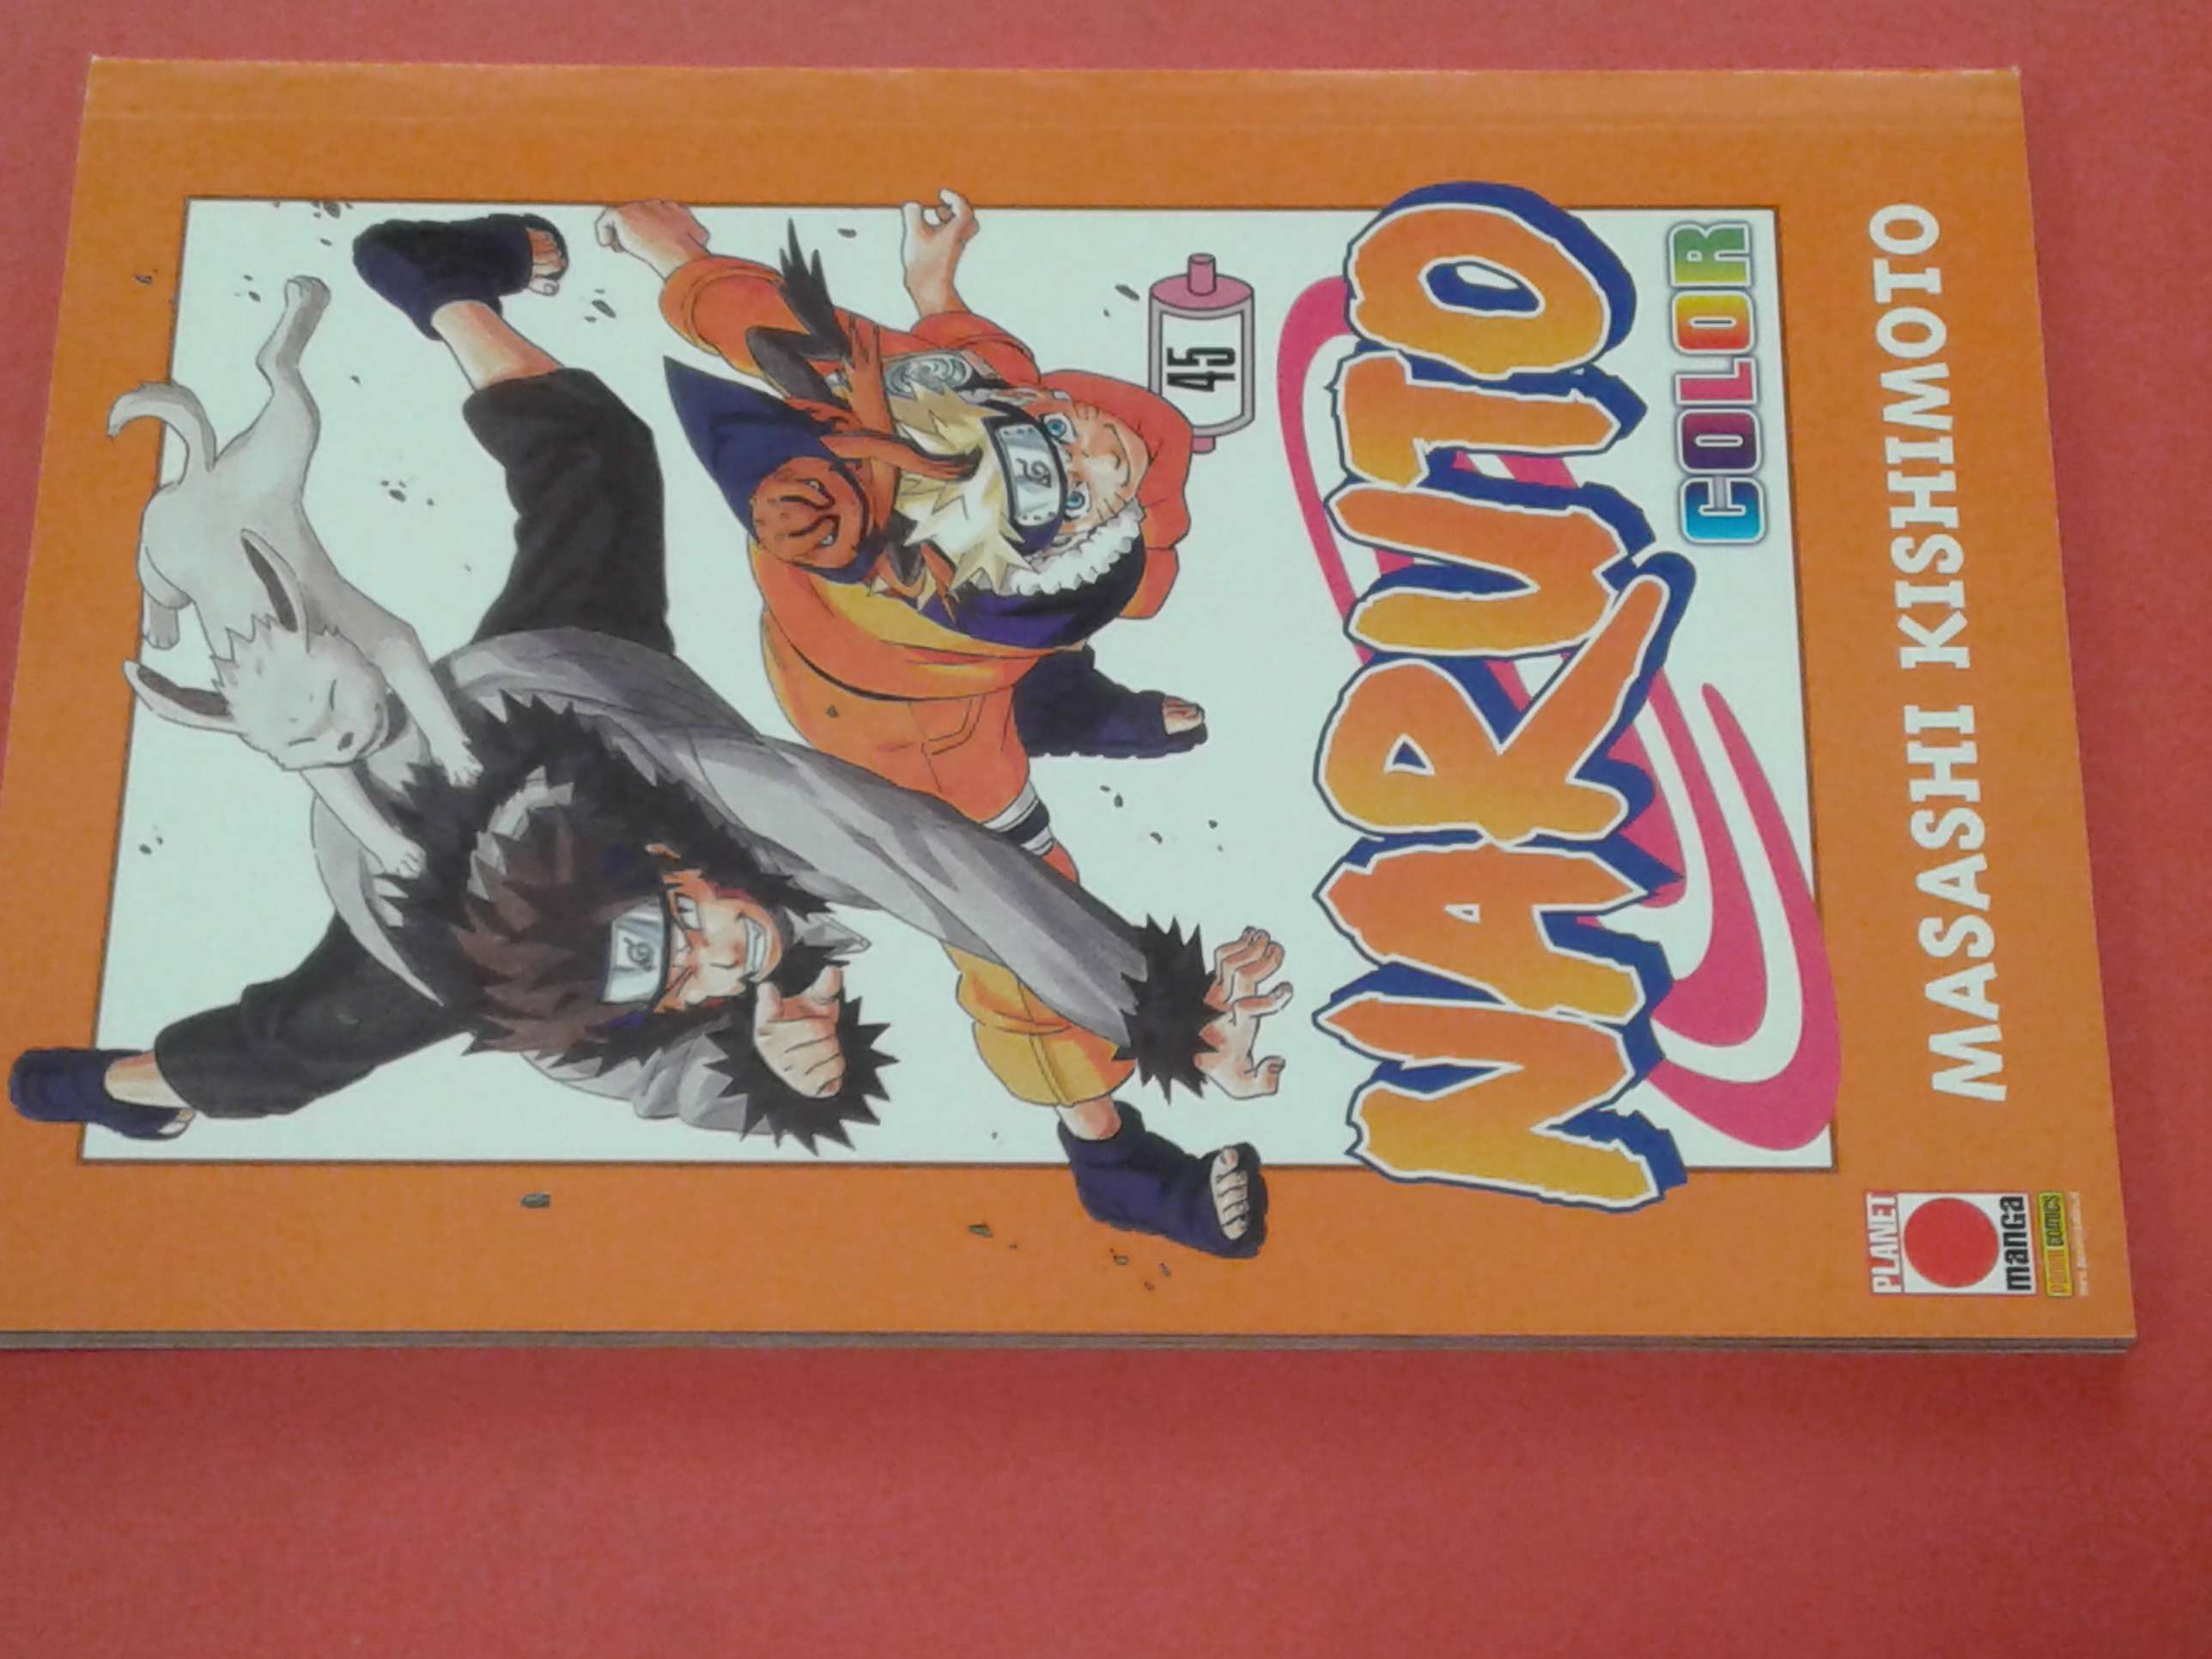 MASASHI KISHIMOTO
PLANET
manga
PANINI COMICS
NARUTO
COLOR
45